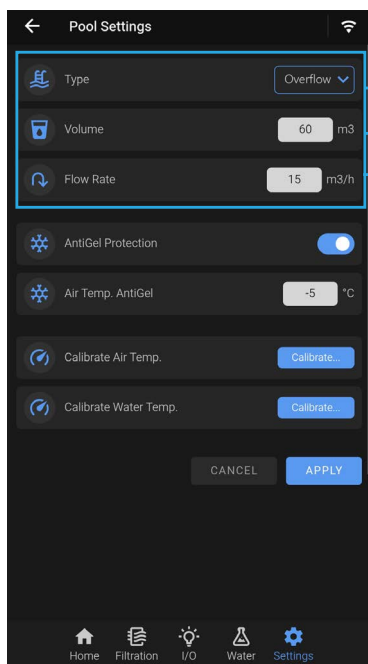 Pool Settings
Type Overflow
Volume 60 m3
Flow Rate 15 m3/h
AntiGel Protection
Air Temp. AntiGel -5 °C
Calibrate Air Temp. Calibrate...
Calibrate Water Temp. Calibrate...
CANCEL APPLY
Home Filtration I/O Water Settings